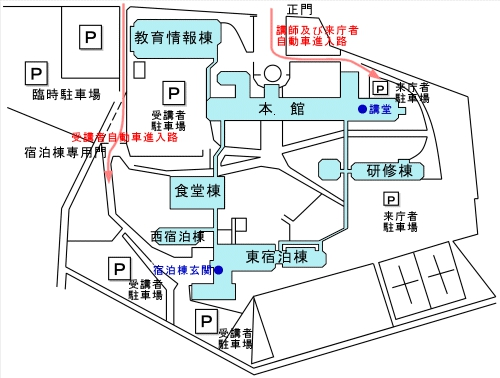 正門
講師及び来庁者
自動車進入路
教育情報棟
P
P
P
P
臨時駐車場
来庁者
駐車場
受講者
駐車場
本 館
講堂
受講者自動車進入路
宿泊棟専用門
研修棟
食堂棟
P
来庁者
駐車場
西宿泊棟
東宿泊棟
宿泊棟玄関
P
受講者
駐車場
P
受講者
駐車場